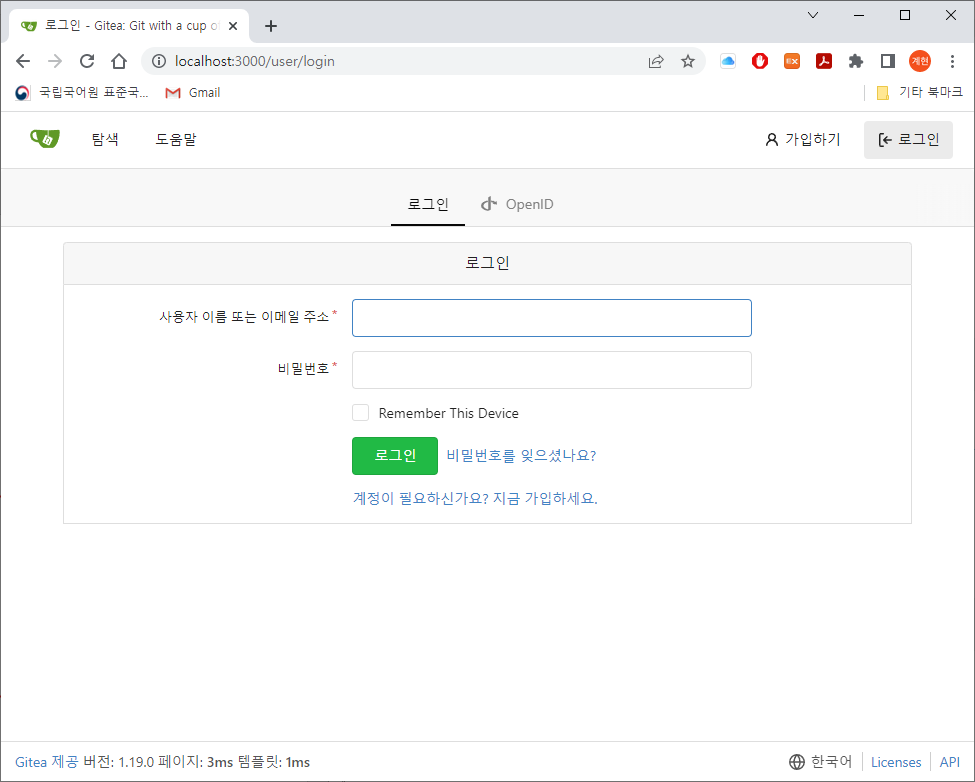 로그인 - Gitea: Git with a cup o
localhost:3000/user/login
EX
계현
국립국어원 표준국... Gmail 기타 북마크
탐색 도움말 가입하기 로그인
로그인 OpenID
로그인
사용자 이름 또는 이메일 주소*
비밀번호*
Remember This Device
로그인 비밀번호를 잊으셨나요?
계정이 필요하신가요? 지금 가입하세요.
Gitea 제공 버전: 1.19.0 페이지: 3ms 템플릿: 1ms 한국어 Licenses API